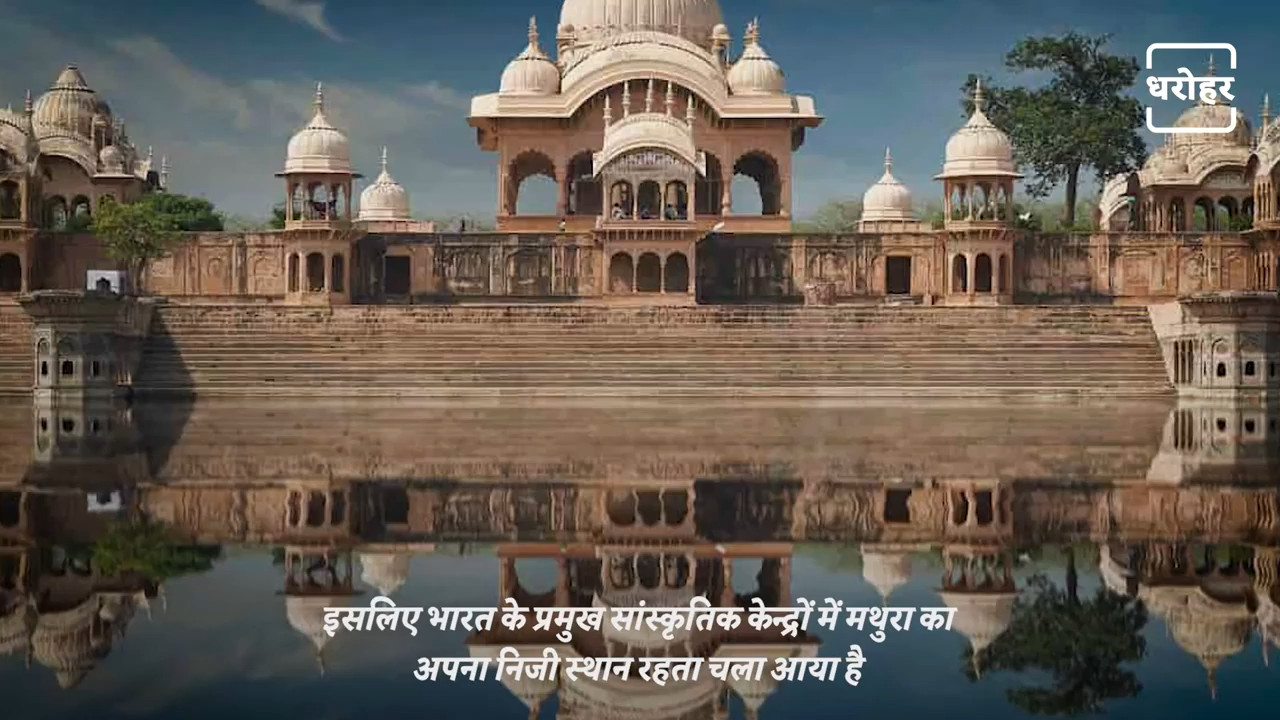 धरोहर
इसलिए भारत के प्रमुख सांस्कृतिक केन्द्रों में मथुरा का
अपना निजी स्थान रहता चला आया है